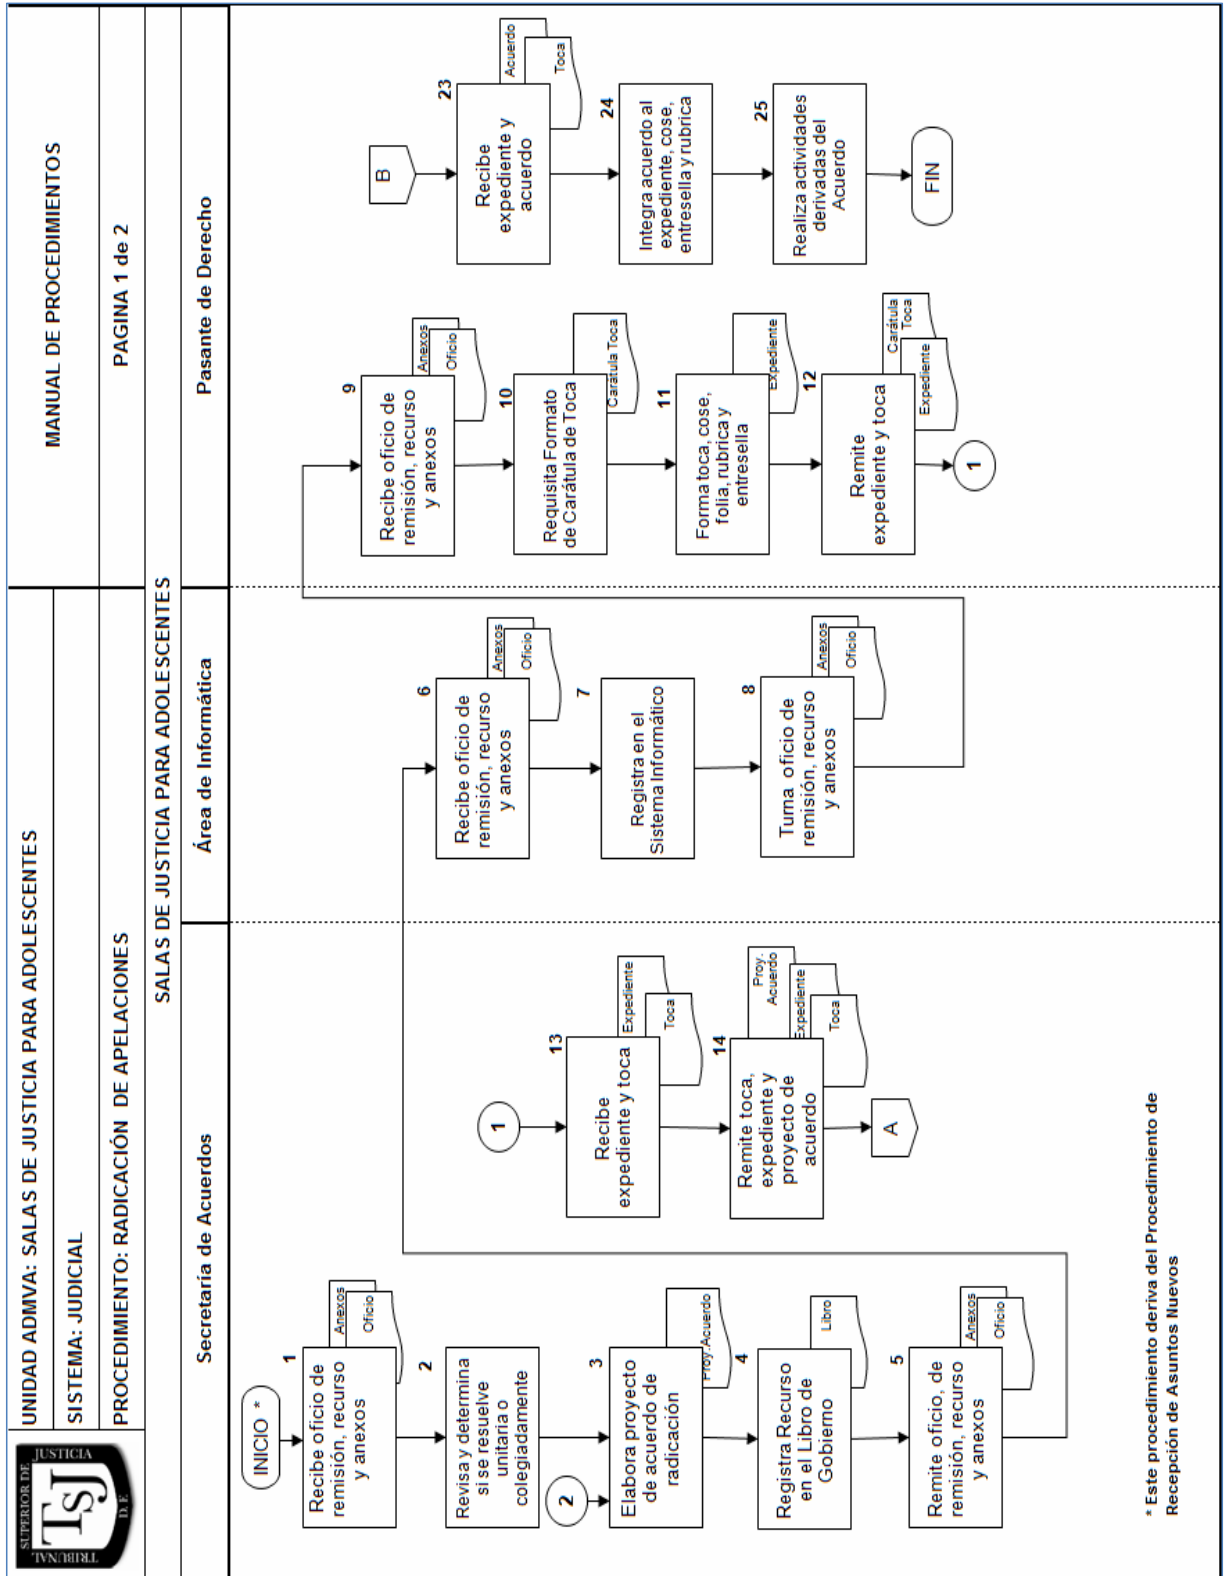 SUPERIOR DE
JUSTICIA
TRIBUNAL
TSJ
D. F.
UNIDAD ADMVA: SALAS DE JUSTICIA PARA ADOLESCENTES
MANUAL DE PROCEDIMIENTOS
SISTEMA: JUDICIAL
PROCEDIMIENTO: RADICACIÓN DE APELACIONES
PAGINA 1 de 2
SALAS DE JUSTICIA PARA ADOLESCENTES
Secretaría de Acuerdos
Área de Informática
Pasante de Derecho
INICIO *
1
Recibe oficio de
remisión, recurso
y anexos
Anexos
Oficio
2
Revisa y determina
si se resuelve
unitaria o
colegiadamente
2
3
Elabora proyecto
de acuerdo de
radicación
Proy.Acuerdo
4
Registra Recurso
en el Libro de
Gobierno
Libro
5
Remite oficio, de
remisión, recurso
y anexos
Anexos
Oficio
1
13
Recibe
expediente y toca
Expediente
Toca
14
Remite toca,
expediente y
proyecto de
acuerdo
Proy.
Acuerdo
Expediente
Toca
A
6
Recibe oficio de
remisión, recurso
y anexos
Anexos
Oficio
7
Registra en el
Sistema Informático
8
Turna oficio de
remisión, recurso
y anexos
Anexos
Oficio
9
Recibe oficio de
remisión, recurso
y anexos
Anexos
Oficio
10
Requisita Formato
de Carátula de Toca
Carátula Toca
11
Forma toca, cose,
folia, rubrica y
entresella
Expediente
12
Remite
expediente y toca
Carátula
Toca
Expediente
1
B
23
Recibe
expediente y
acuerdo
Acuerdo
Toca
24
Integra acuerdo al
expediente, cose,
entresella y rubrica
25
Realiza actividades
derivadas del
Acuerdo
FIN
* Este procedimiento deriva del Procedimiento de
Recepción de Asuntos Nuevos